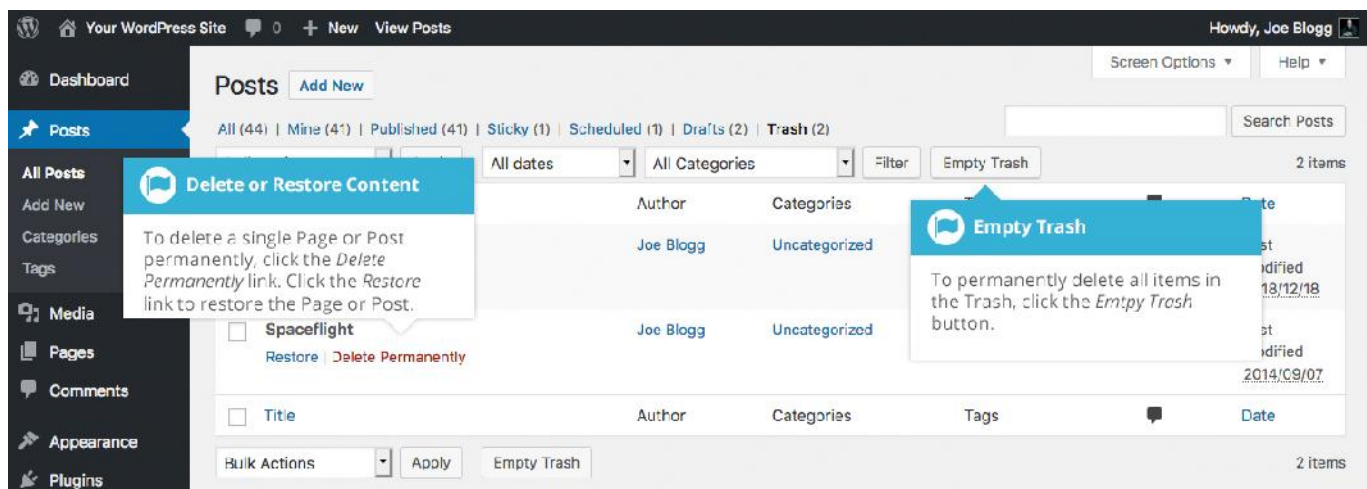 Your WordPress Site 0 + New View Posts Howdy, Joe Blogg
Dashboard
Posts Add New
Screen Options Help
Posts
All (44) | Mine (41) | Published (41) | Sticky (1) | Scheduled (1) | Drafts (2) | Trash (2)
Search Posts
All dates All Categories Filter Empty Trash 2 items
All Posts
Add New
Categories
Tags
Media
Pages
Comments
Appearance
Plugins
Delete or Restore Content
To delete a single Page or Post
permanently, click the Delete
Permanently link. Click the Restore
link to restore the Page or Post.
Author Categories
Joe Blogg Uncategorized
Empty Trash
To permanently delete all items in
the Trash, click the Emtpy Trash
button.
18/12/18
Spaceflight Joe Blogg Uncategorized
Restore | Delete Permanently
2014/09/07
Title Author Categories Tags Date
Bulk Actions Apply Empty Trash 2 items